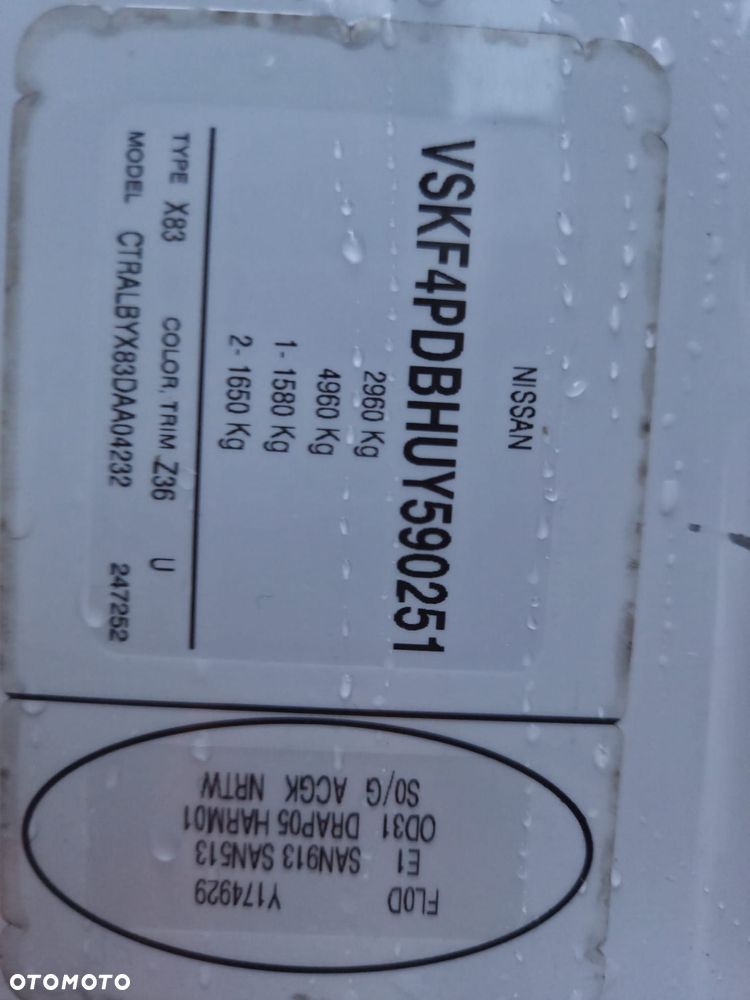 NISSAN
VSKF4PDBHUY590251
2960 Kg
4960 Kg
1- 1580 Kg
2- 1650 Kg
TYPE X83 COLOR,TRIM Z36 U
MODEL CTRALBYX83DAA04232 247252
FL0D Y174929
E1 SAN913 SAN513
OD31 DRAP05 HARM01
S0/G ACGK NRTW
OTOMOTO